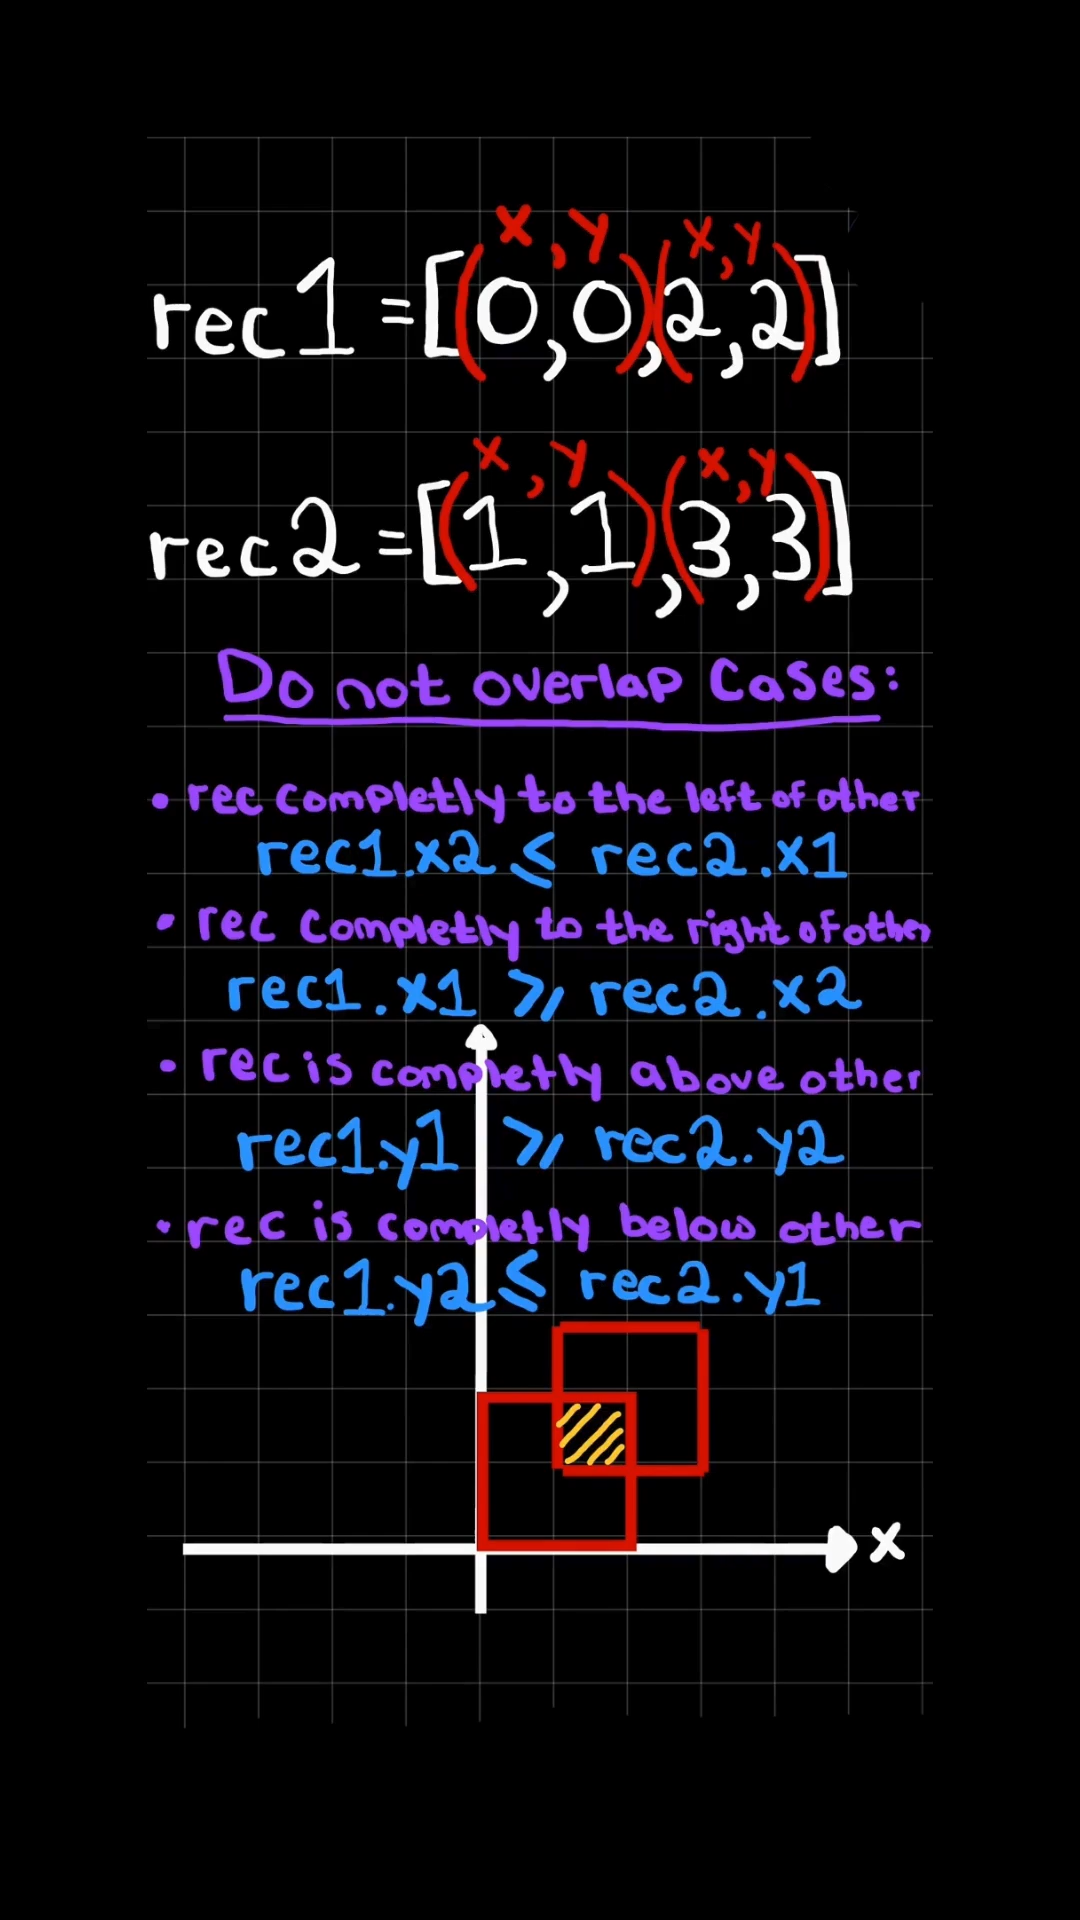 x, y x, y
rec1 = [(0,0),(2,2)]
x, y x, y
rec2 = [(1,1),(3,3)]
Do not overlap Cases:
• rec completly to the left of other
rec1.x2 ≤ rec2.x1
• rec completly to the right of other
rec1.x1 ≥ rec2.x2
• rec is completly above other
rec1.y1 ≥ rec2.y2
• rec is completly below other
rec1.y2 ≤ rec2.y1
x